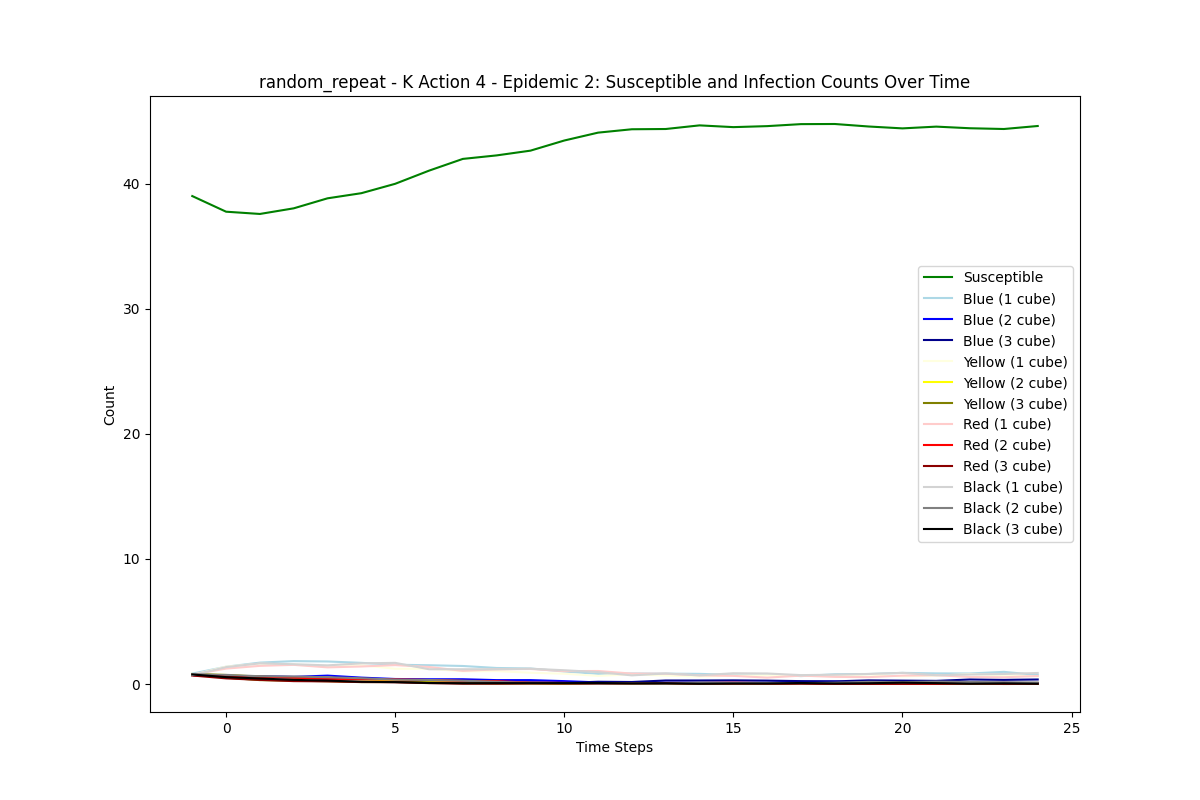 random_repeat - K Action 4 - Epidemic 2: Susceptible and Infection Counts Over Time
Count
40
30
20
10
0
Susceptible
Blue (1 cube)
Blue (2 cube)
Blue (3 cube)
Yellow (1 cube)
Yellow (2 cube)
Yellow (3 cube)
Red (1 cube)
Red (2 cube)
Red (3 cube)
Black (1 cube)
Black (2 cube)
Black (3 cube)
0 5 10 15 20 25
Time Steps